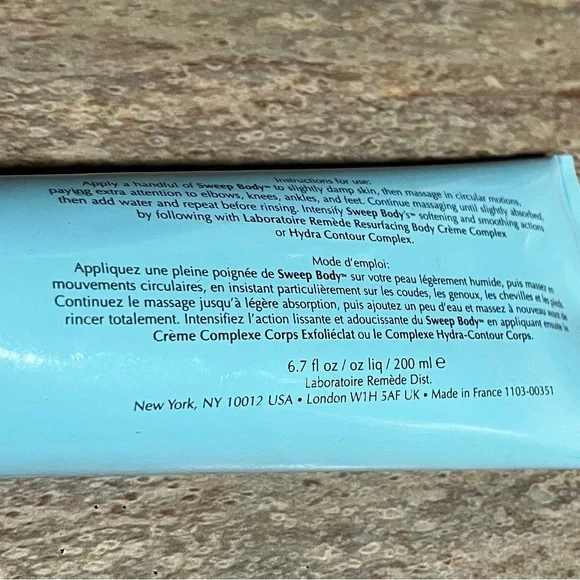 Instructions for use:
Apply a handful of Sweep Body™ to slightly damp skin, then massage in circular motions,
paying extra attention to elbows, knees, ankles, and feet. Continue massaging until slightly absorbed,
then add water and repeat before rinsing. Intensify Sweep Body's™ softening and smoothing actions
by following with Laboratoire Remède Resurfacing Body Crème Complex
or Hydra Contour Complex.
Mode d'emploi:
Appliquez une pleine poignée de Sweep Body™ sur votre peau légèrement humide, puis massez en
mouvements circulaires, en insistant particulièrement sur les coudes, les genoux, les chevilles et les pieds.
Continuez le massage jusqu'à légère absorption, puis ajoutez un peu d'eau et massez à nouveau avant de
rincer totalement. Intensifiez l'action lissante et adoucissante du Sweep Body™ en appliquant ensuite les
Crème Complexe Corps Exfoliéclat ou le Complexe Hydra-Contour Corps.
6.7 fl oz / oz liq / 200 ml e
Laboratoire Remède Dist.
New York, NY 10012 USA • London W1H 5AF UK • Made in France 1103-00351